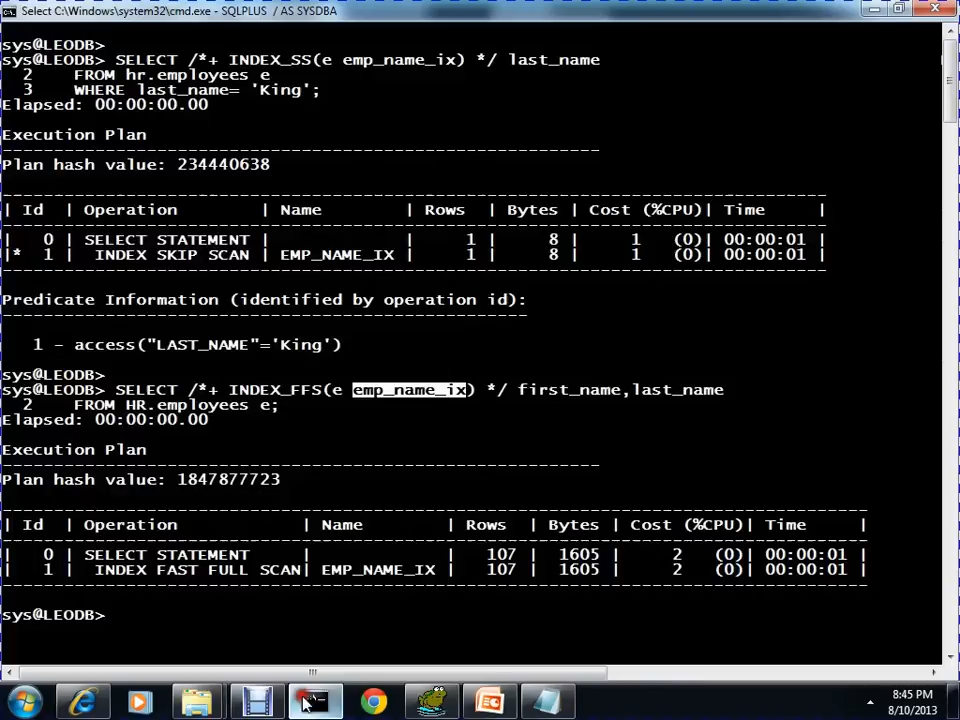 Select C:\Windows\system32\cmd.exe - SQLPLUS / AS SYSDBA
sys@LEODB>
sys@LEODB> SELECT /*+ INDEX_SS(e emp_name_ix) */ last_name
2 FROM hr.employees e
3 WHERE last_name= 'King';
Elapsed: 00:00:00.00
Execution Plan
----------------------------------------------------------
Plan hash value: 234440638
--------------------------------------------------------------------------------
| Id | Operation | Name | Rows | Bytes | Cost (%CPU)| Time |
--------------------------------------------------------------------------------
| 0 | SELECT STATEMENT | | 1 | 8 | 1 (0)| 00:00:01 |
|* 1 | INDEX SKIP SCAN | EMP_NAME_IX | 1 | 8 | 1 (0)| 00:00:01 |
--------------------------------------------------------------------------------
Predicate Information (identified by operation id):
---------------------------------------------------
1 - access("LAST_NAME"='King')
sys@LEODB>
sys@LEODB> SELECT /*+ INDEX_FFS(e emp_name_ix) */ first_name,last_name
2 FROM HR.employees e;
Elapsed: 00:00:00.00
Execution Plan
----------------------------------------------------------
Plan hash value: 1847877723
------------------------------------------------------------------------------------
| Id | Operation | Name | Rows | Bytes | Cost (%CPU)| Time |
------------------------------------------------------------------------------------
| 0 | SELECT STATEMENT | | 107 | 1605 | 2 (0)| 00:00:01 |
| 1 | INDEX FAST FULL SCAN| EMP_NAME_IX | 107 | 1605 | 2 (0)| 00:00:01 |
------------------------------------------------------------------------------------
sys@LEODB>
8:45 PM
8/10/2013